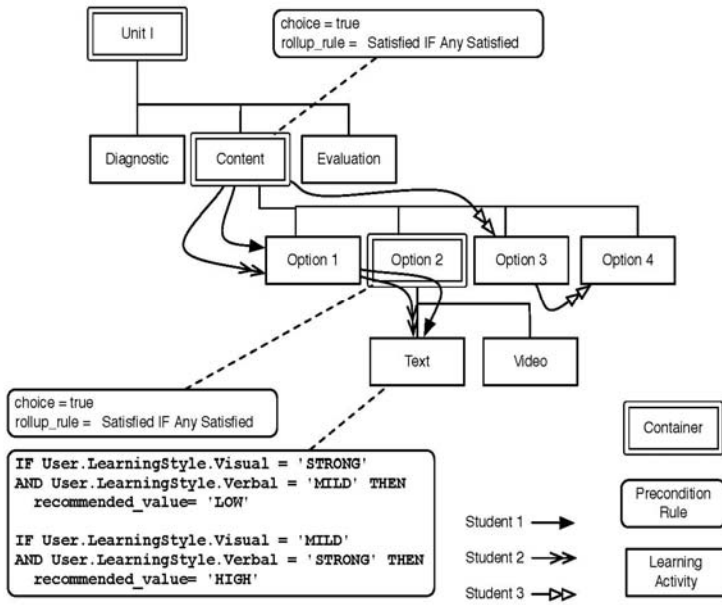 choice = true
rollup_rule = Satisfied IF Any Satisfied
Unit I
Diagnostic
Content
Evaluation
Option 1
Option 2
Option 3
Option 4
Text
Video
choice = true
rollup_rule = Satisfied IF Any Satisfied
IF User.LearningStyle.Visual = 'STRONG'
AND User.LearningStyle.Verbal = 'MILD' THEN
recommended_value= 'LOW'
IF User.LearningStyle.Visual = 'MILD'
AND User.LearningStyle.Verbal = 'STRONG' THEN
recommended_value= 'HIGH'
Student 1
Student 2
Student 3
Container
Precondition
Rule
Learning
Activity